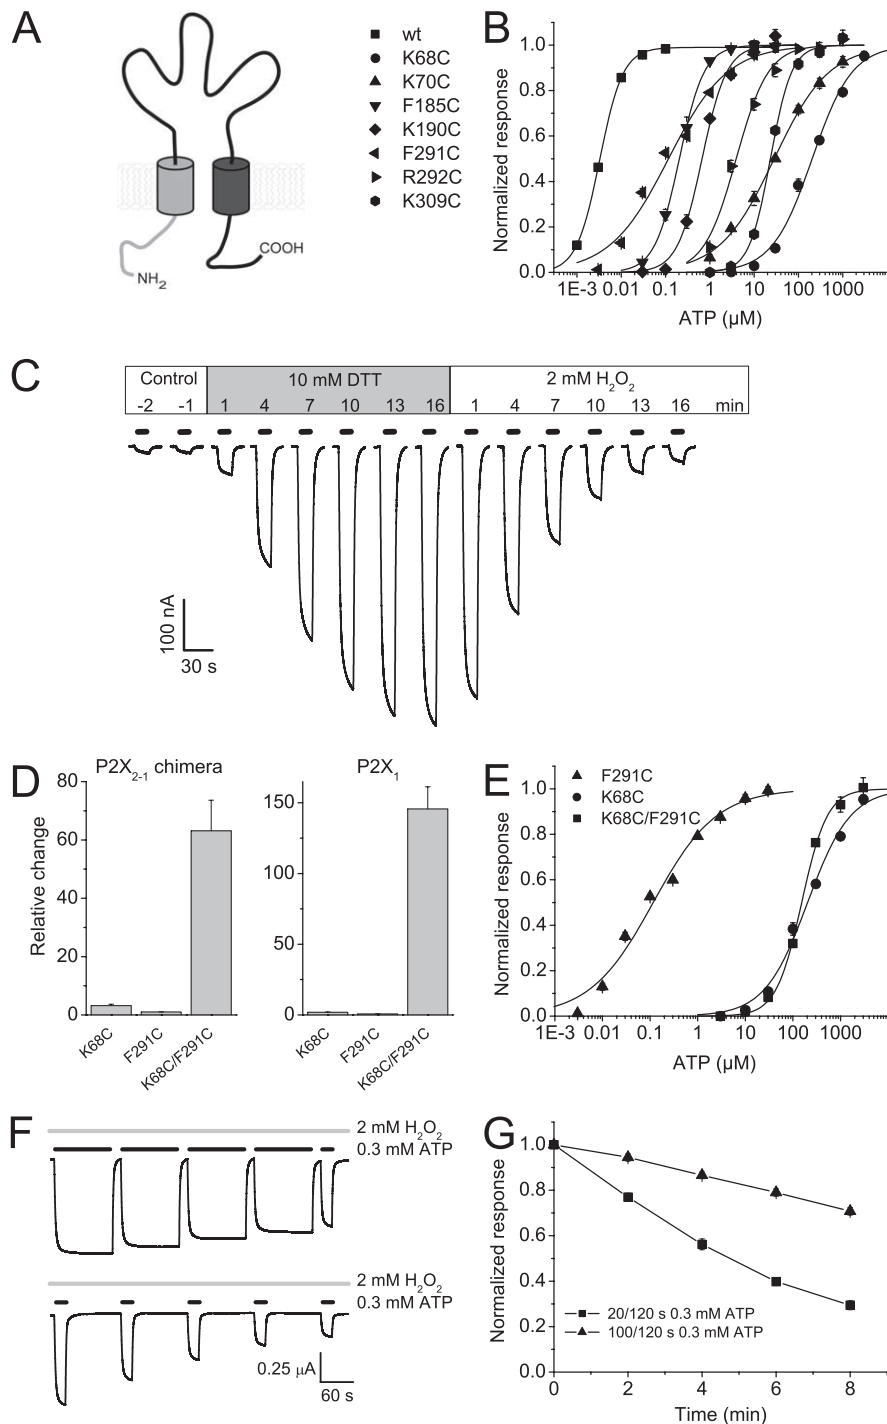 A
NH2
COOH
wt
K68C
K70C
F185C
K190C
F291C
R292C
K309C
B
Normalized response
1.0
0.8
0.6
0.4
0.2
0.0
1E-3 0.01 0.1 1 10 100 1000
ATP (µM)
C
Control 10 mM DTT 2 mM H2O2
-2 -1 1 4 7 10 13 16 1 4 7 10 13 16 min
100 nA
30 s
D
P2X2-1 chimera
Relative change
80
60
40
20
0
K68C F291C K68C/F291C
P2X1
150
100
50
0
K68C F291C K68C/F291C
E
F291C
K68C
K68C/F291C
Normalized response
1.0
0.8
0.6
0.4
0.2
0.0
1E-3 0.01 0.1 1 10 100 1000
ATP (µM)
F
2 mM H2O2
0.3 mM ATP
2 mM H2O2
0.3 mM ATP
0.25 µA
60 s
G
Normalized response
1.0
0.8
0.6
0.4
0.2
0.0
20/120 s 0.3 mM ATP
100/120 s 0.3 mM ATP
0 2 4 6 8
Time (min)